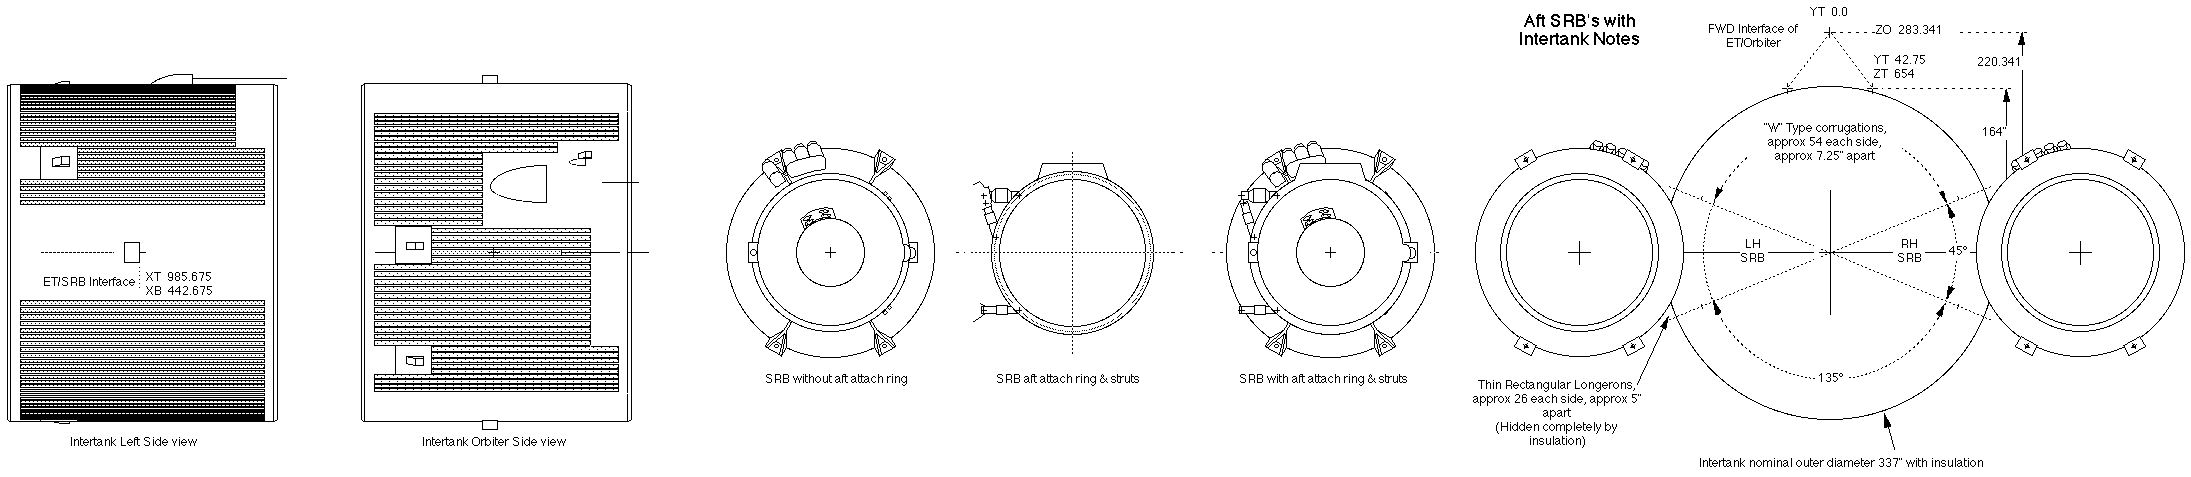 ET/SRB Interface
XT 985.675
XB 442.675
Intertank Left Side view
Intertank Orbiter Side view
SRB without aft attach ring
SRB aft attach ring & struts
SRB with aft attach ring & struts
Aft SRB's with
Intertank Notes
YT 0.0
FWD Interface of
ET/Orbiter
ZO 283.341
YT 42.75
ZT 654
220.341
164"
"W" Type corrugations,
approx 54 each side,
approx 7.25" apart
LH
SRB
RH
SRB
45°
135°
Thin Rectangular Longerons,
approx 26 each side, approx 5"
apart
(Hidden completely by
insulation)
Intertank nominal outer diameter 337" with insulation